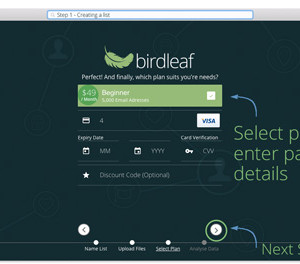 Step 1 - Creating a list
birdleaf
Perfect! And finally, which plan suits you're needs?
$49
/ Month
Beginner
5,000 Email Adresses
4
VISA
Expiry Date
Card Verification
MM
YYYY
CVV
Discount Code (Optional)
Select p
enter pa
details
Name List
Upload Files
Select Plan
Analyse Data
Next S